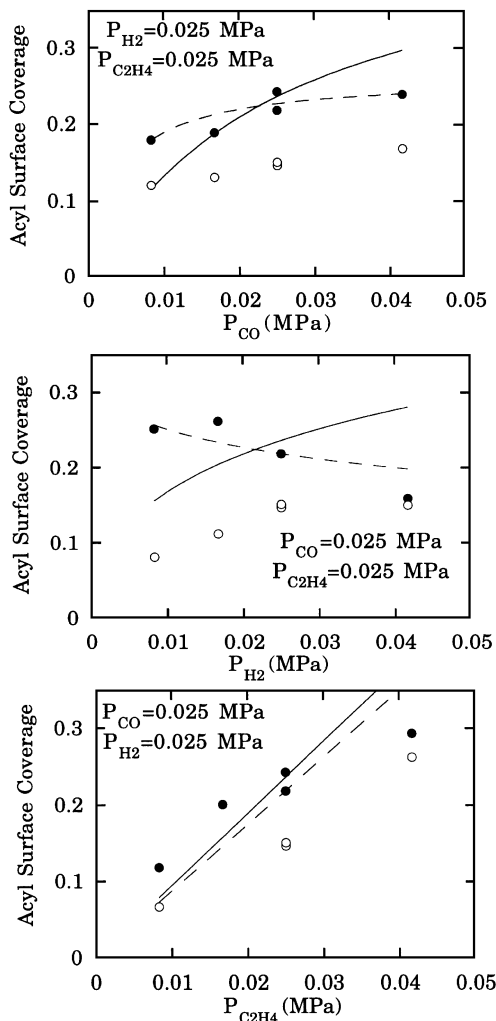 P_H2=0.025 MPa
P_C2H4=0.025 MPa
Acyl Surface Coverage
0.3
0.2
0.1
0
0 0.01 0.02 0.03 0.04 0.05
P_CO(MPa)
Acyl Surface Coverage
0.3
0.2
0.1
0
P_CO=0.025 MPa
P_C2H4=0.025 MPa
0 0.01 0.02 0.03 0.04 0.05
P_H2(MPa)
P_CO=0.025 MPa
P_H2=0.025 MPa
Acyl Surface Coverage
0.3
0.2
0.1
0
0 0.01 0.02 0.03 0.04 0.05
P_C2H4(MPa)